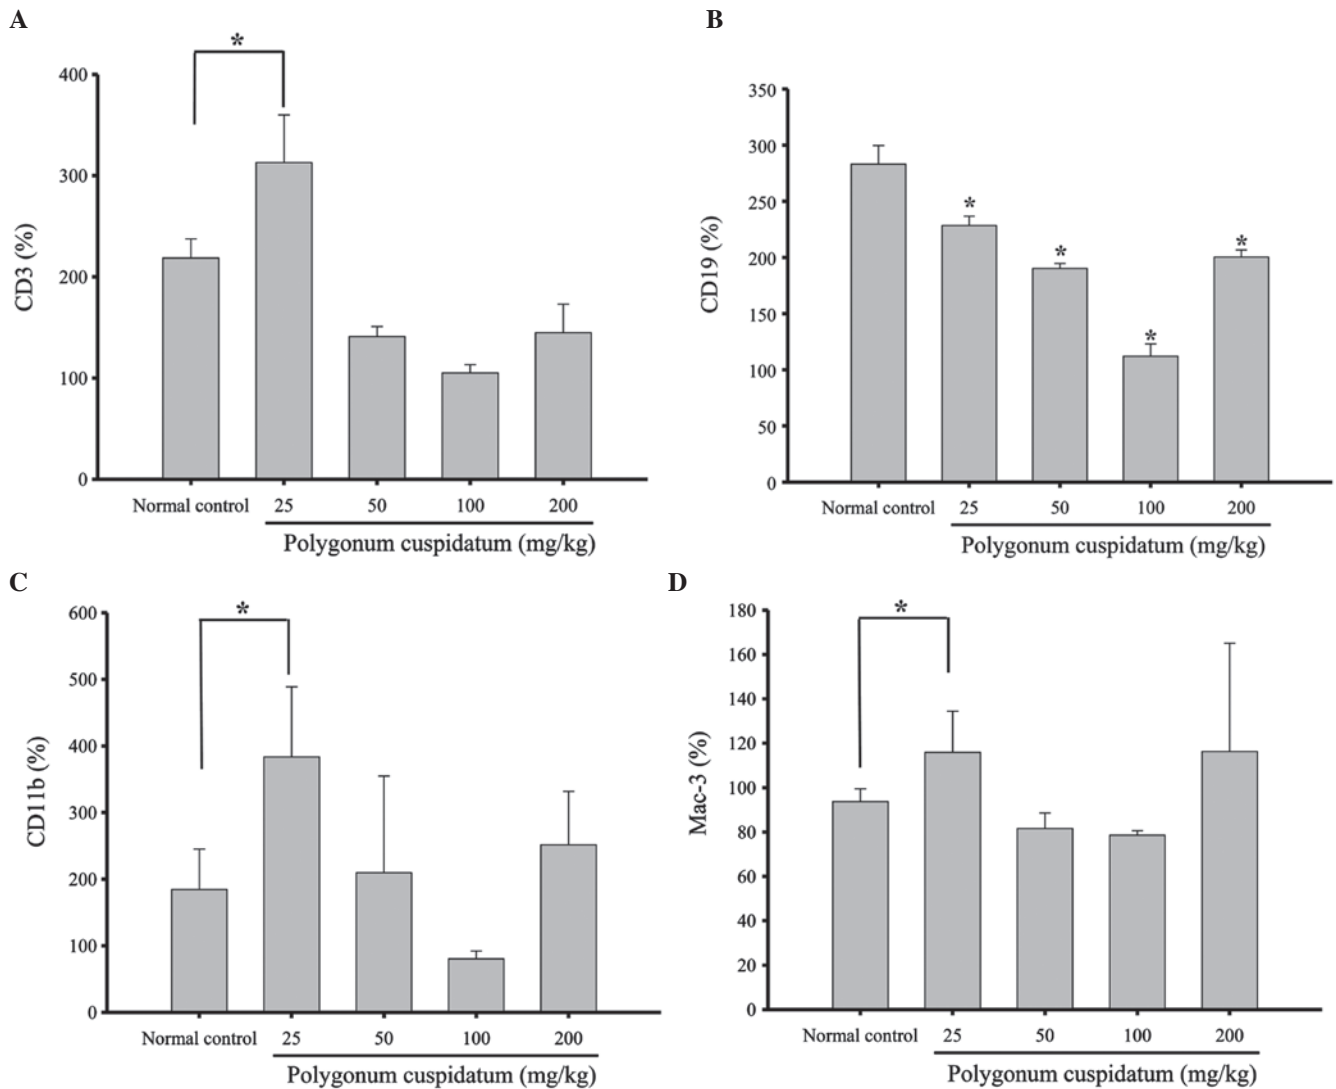 A
*
400
300
200
100
0
CD3 (%)
Normal control 25 50 100 200
Polygonum cuspidatum (mg/kg)
B
350
300
250
200
150
100
50
0
CD19 (%)
* * * *
Normal control 25 50 100 200
Polygonum cuspidatum (mg/kg)
C
*
600
500
400
300
200
100
0
CD11b (%)
Normal control 25 50 100 200
Polygonum cuspidatum (mg/kg)
D
*
180
160
140
120
100
80
60
40
20
0
Mac-3 (%)
Normal control 25 50 100 200
Polygonum cuspidatum (mg/kg)